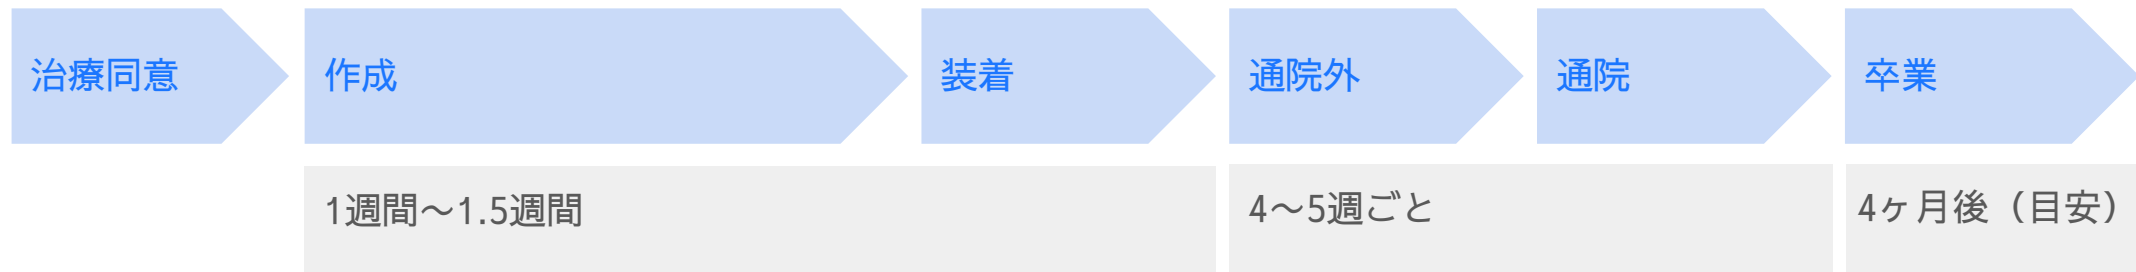 治療同意
作成
装着
通院外
通院
卒業
1週間〜1.5週間
4〜5週ごと
4ヶ月後（目安）